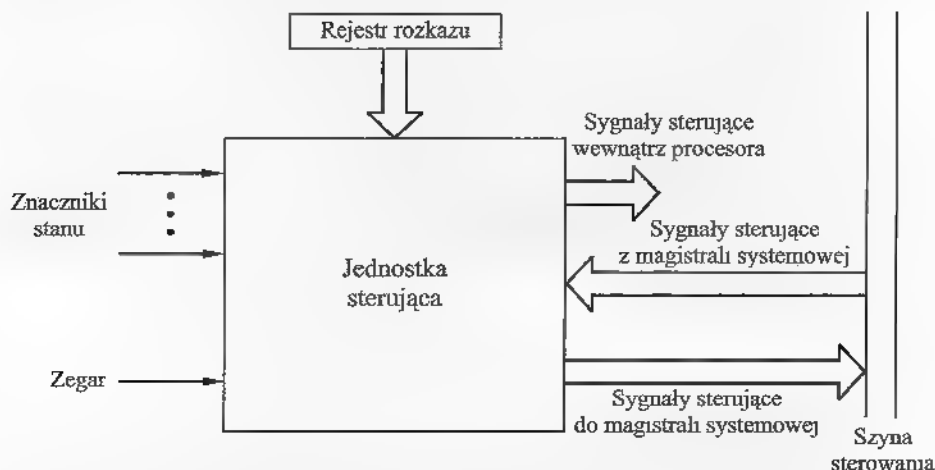 Rejestr rozkazu
Sygnały sterujące
wewnątrz procesora
Znaczniki
stanu
Sygnały sterujące
z magistrali systemowej
Jednostka
sterująca
Zegar
Sygnały sterujące
do magistrali systemowej
Szyna
sterowania